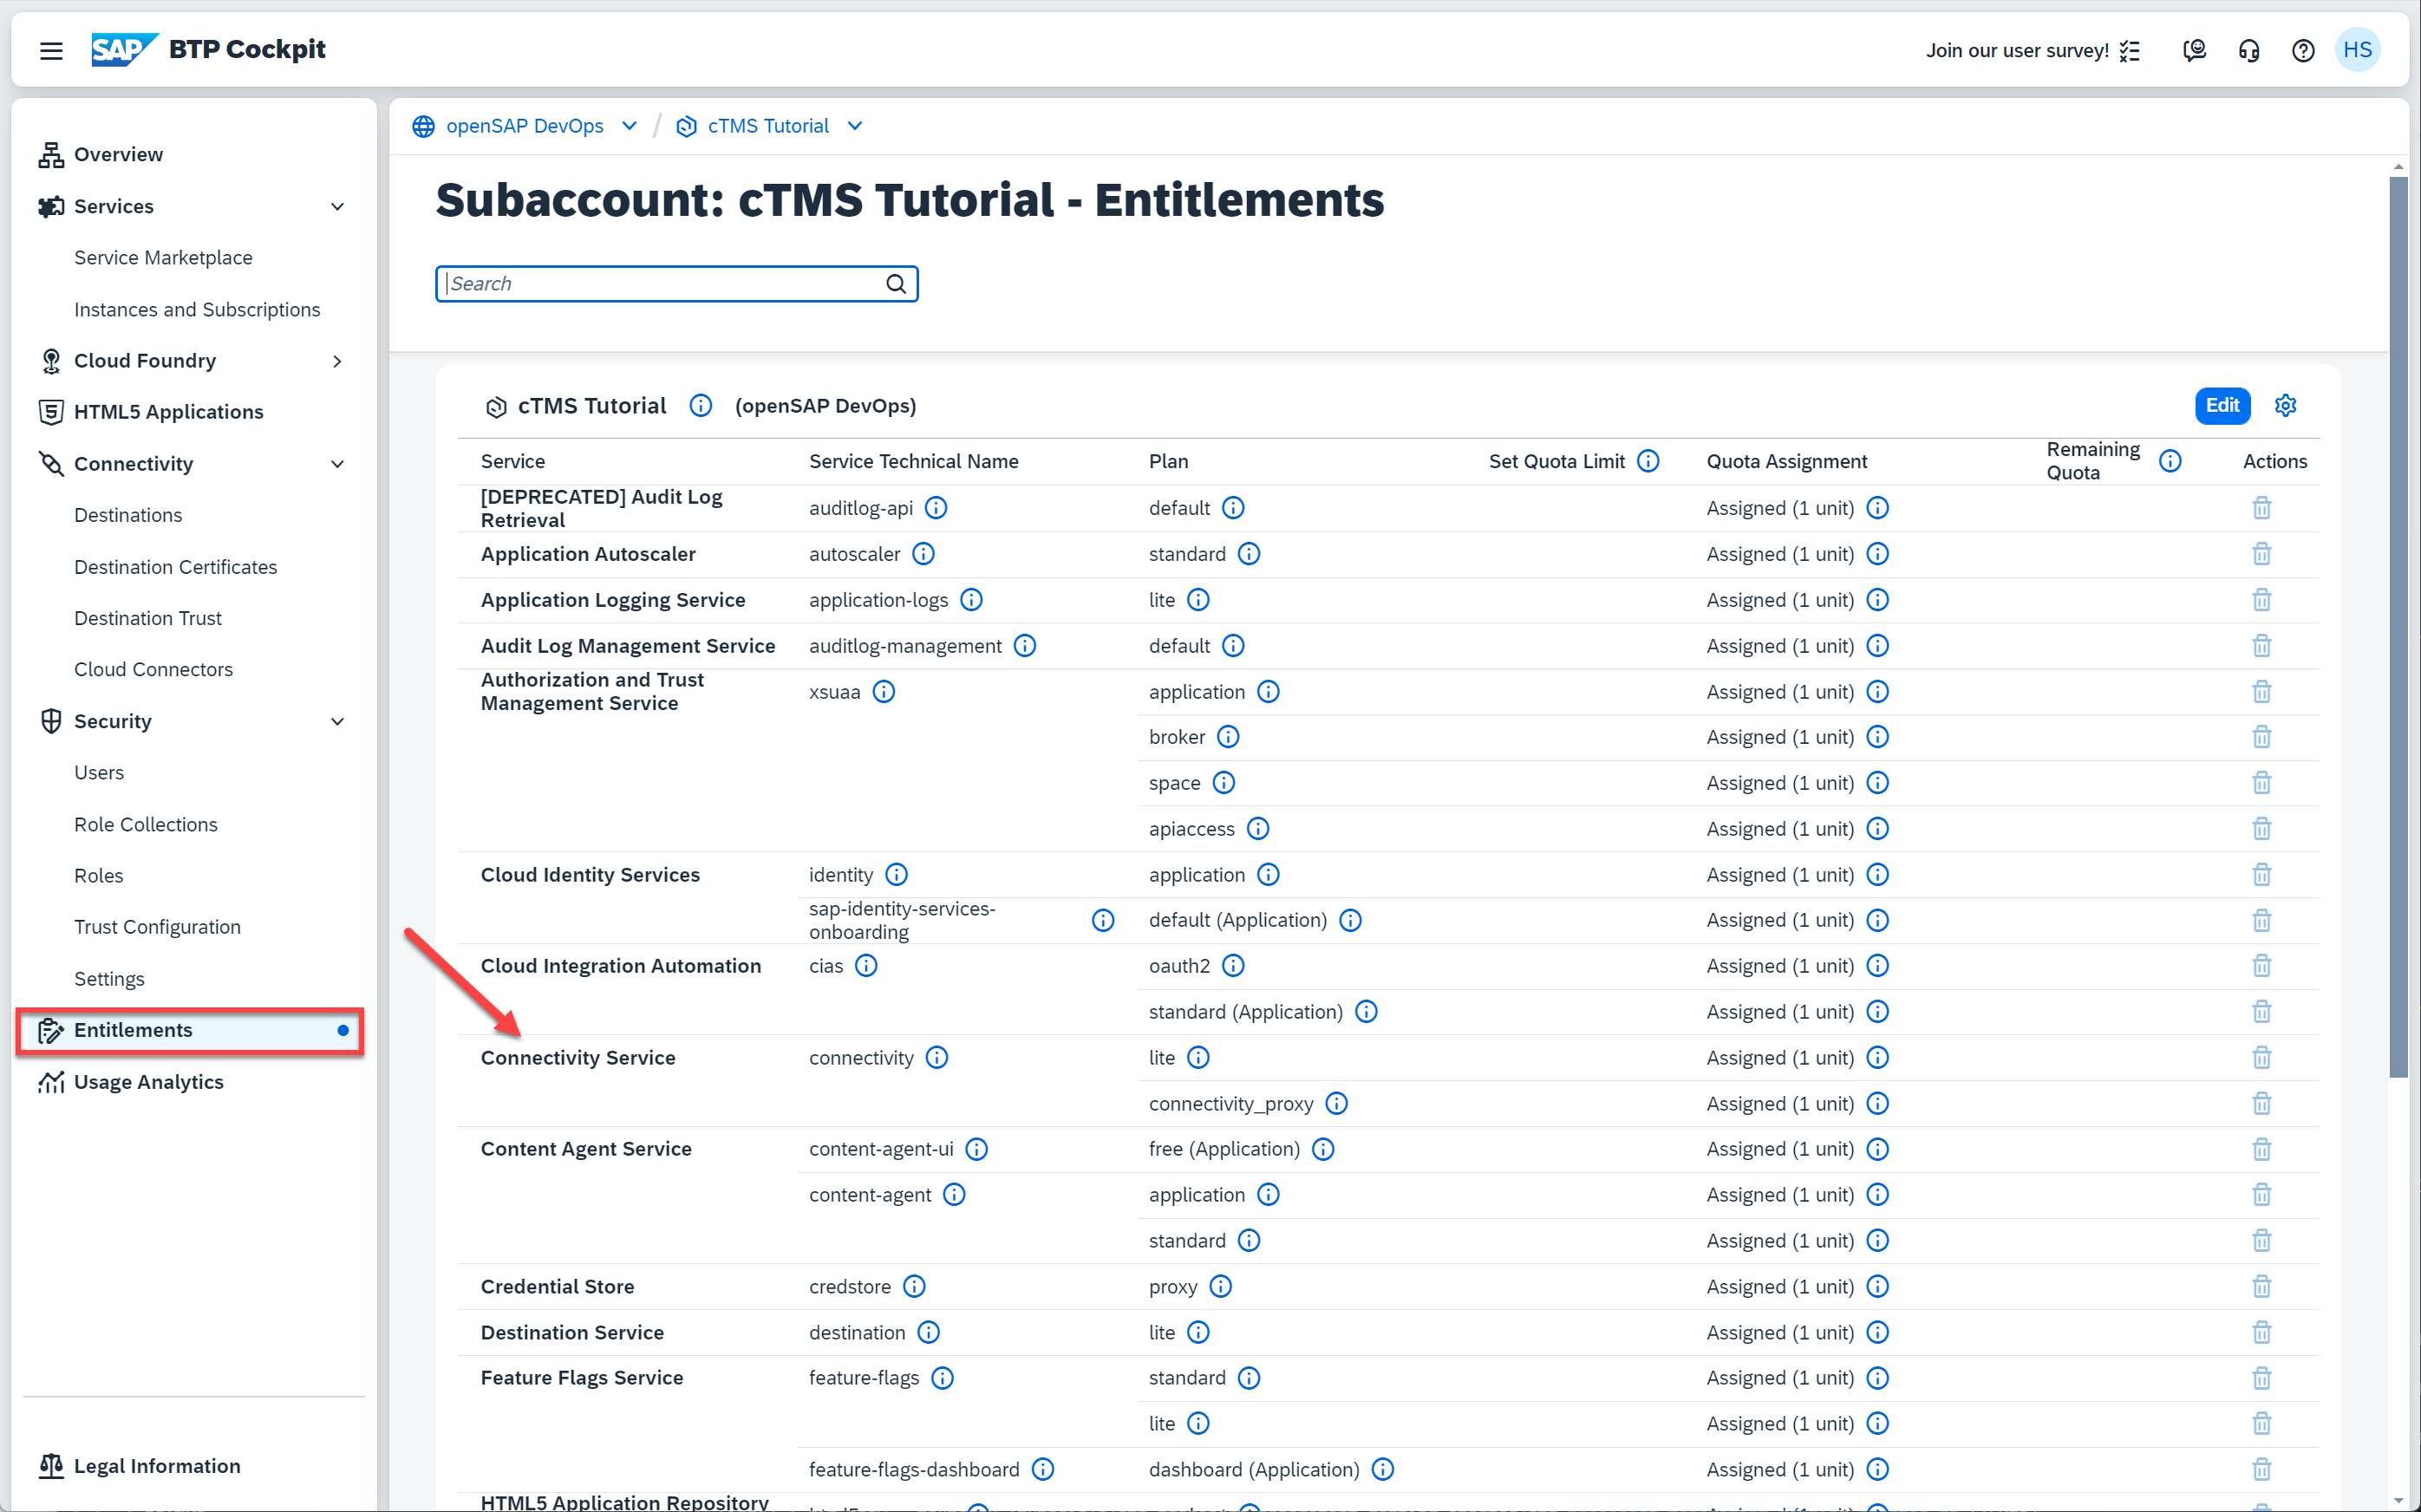 SAP BTP Cockpit
Join our user survey!
HS
Overview
Services
Service Marketplace
Instances and Subscriptions
Cloud Foundry
HTML5 Applications
Connectivity
Destinations
Destination Certificates
Destination Trust
Cloud Connectors
Security
Users
Role Collections
Roles
Trust Configuration
Settings
Entitlements
Usage Analytics
Legal Information
openSAP DevOps / cTMS Tutorial
Subaccount: cTMS Tutorial - Entitlements
Search
cTMS Tutorial (openSAP DevOps) Edit
Service Service Technical Name Plan Set Quota Limit Quota Assignment Remaining Quota Actions
[DEPRECATED] Audit Log Retrieval auditlog-api default Assigned (1 unit)
Application Autoscaler autoscaler standard Assigned (1 unit)
Application Logging Service application-logs lite Assigned (1 unit)
Audit Log Management Service auditlog-management default Assigned (1 unit)
Authorization and Trust Management Service xsuaa application Assigned (1 unit)
broker Assigned (1 unit)
space Assigned (1 unit)
apiaccess Assigned (1 unit)
Cloud Identity Services identity application Assigned (1 unit)
sap-identity-services-onboarding default (Application) Assigned (1 unit)
Cloud Integration Automation cias oauth2 Assigned (1 unit)
standard (Application) Assigned (1 unit)
Connectivity Service connectivity lite Assigned (1 unit)
connectivity_proxy Assigned (1 unit)
Content Agent Service content-agent-ui free (Application) Assigned (1 unit)
content-agent application Assigned (1 unit)
standard Assigned (1 unit)
Credential Store credstore proxy Assigned (1 unit)
Destination Service destination lite Assigned (1 unit)
Feature Flags Service feature-flags standard Assigned (1 unit)
lite Assigned (1 unit)
feature-flags-dashboard dashboard (Application) Assigned (1 unit)
HTML5 Application Repository